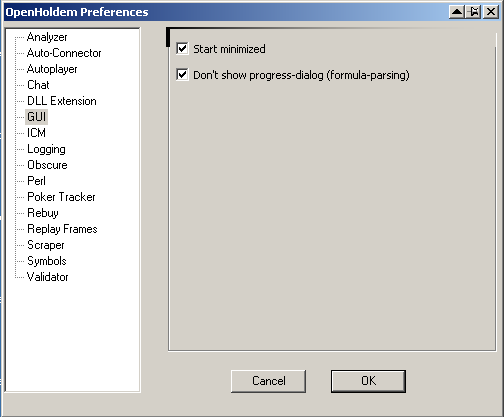 OpenHoldem Preferences
Analyzer
Auto-Connector
Autoplayer
Chat
DLL Extension
GUI
ICM
Logging
Obscure
Perl
Poker Tracker
Rebuy
Replay Frames
Scraper
Symbols
Validator
Start minimized
Don't show progress-dialog (formula-parsing)
Cancel
OK